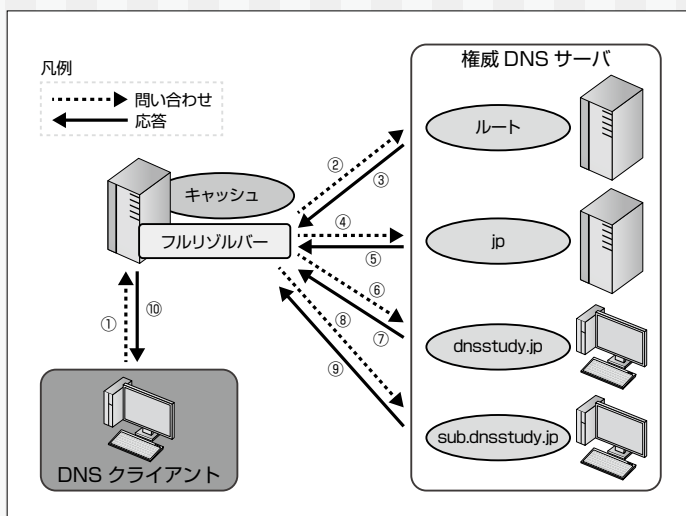 凡例
問い合わせ
応答
権威 DNS サーバ
ルート
キャッシュ
フルリゾルバー
jp
dnsstudy.jp
sub.dnsstudy.jp
DNS クライアント
①
⑩
②
③
④
⑤
⑥
⑦
⑧
⑨